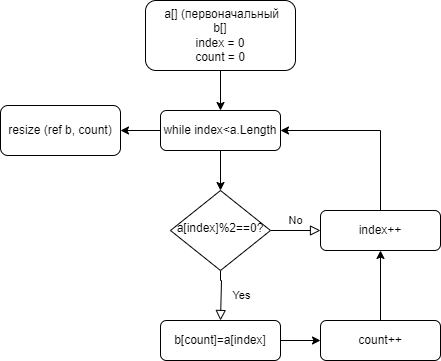 a[] (первоначальный
b[]
index = 0
count = 0
resize (ref b, count)
while index<a.Length
a[index]%2==0?
No
index++
Yes
b[count]=a[index]
count++